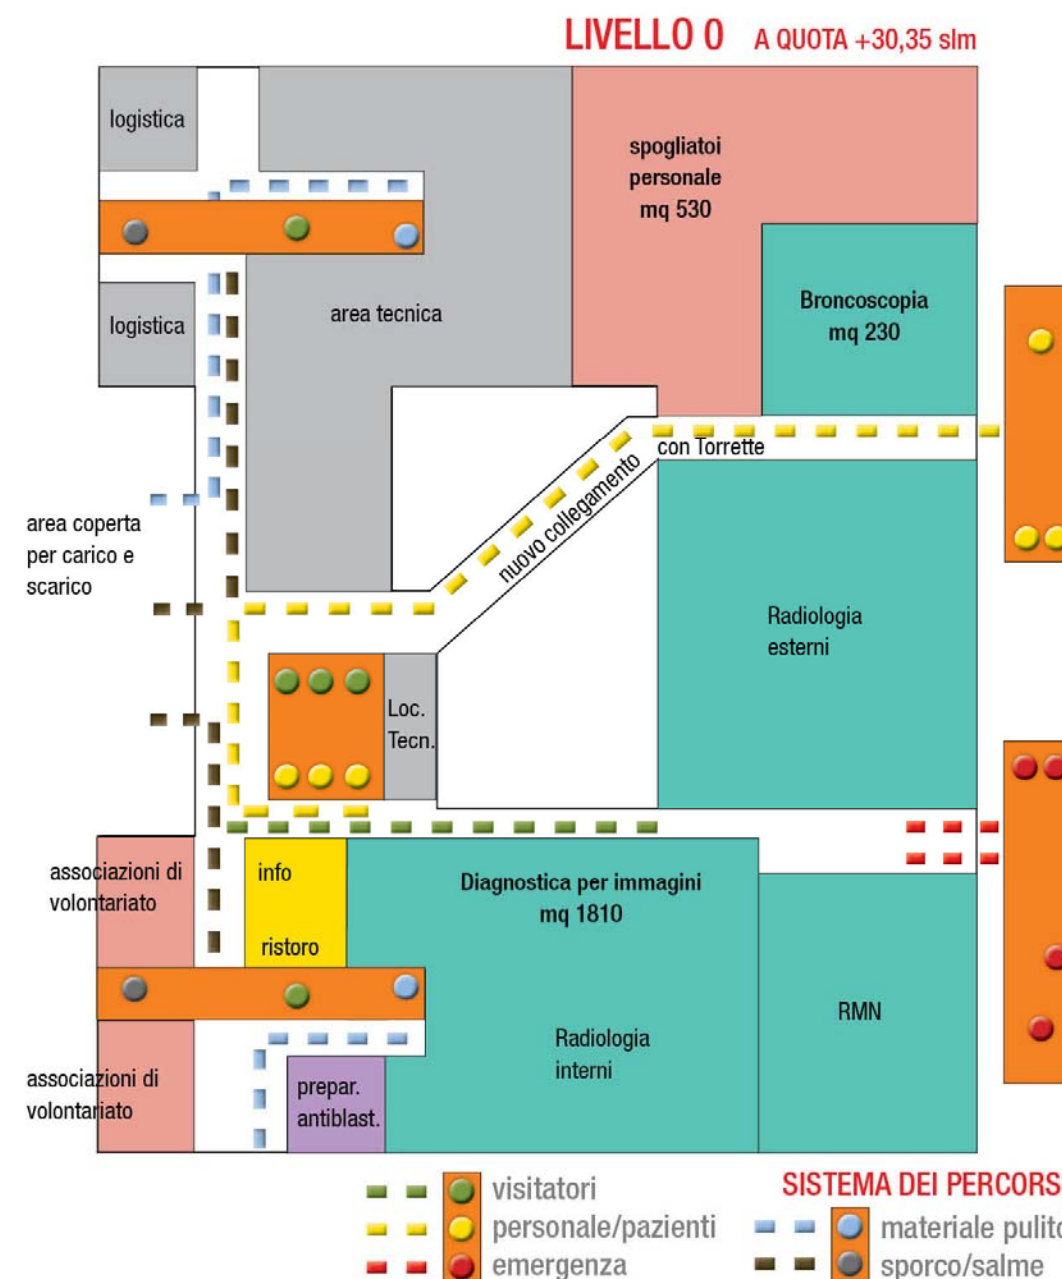 LIVELLO 0 A QUOTA +30,35 slm
logistica
spogliatoi
personale
mq 530
logistica
area tecnica
Broncoscopia
mq 230
con Torrette
nuovo collegamento
area coperta
per carico e
scarico
Radiologia
esterni
Loc.
Tecn.
associazioni di
volontariato
info
ristoro
Diagnostica per immagini
mq 1810
RMN
Radiologia
interni
associazioni di
volontariato
prepar.
antiblast.
visitatori
personale/pazienti
emergenza
SISTEMA DEI PERCORS
materiale pulito
sporco/salme